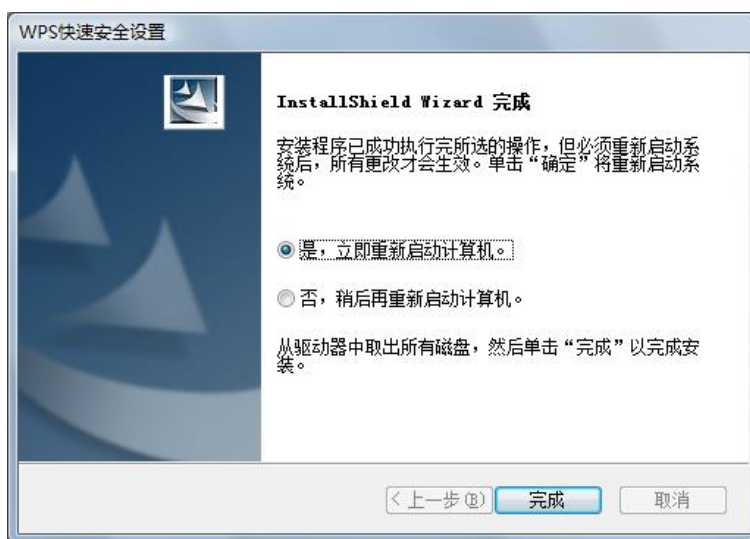 WPS快速安全设置
InstallShield Wizard 完成
安装程序已成功执行完所选的操作，但必须重新启动系
统后，所有更改才会生效。单击“确定”将重新启动系
统。
是，立即重新启动计算机。
否，稍后再重新启动计算机。
从驱动器中取出所有磁盘，然后单击“完成”以完成安
装。
< 上一步(B)
完成
取消